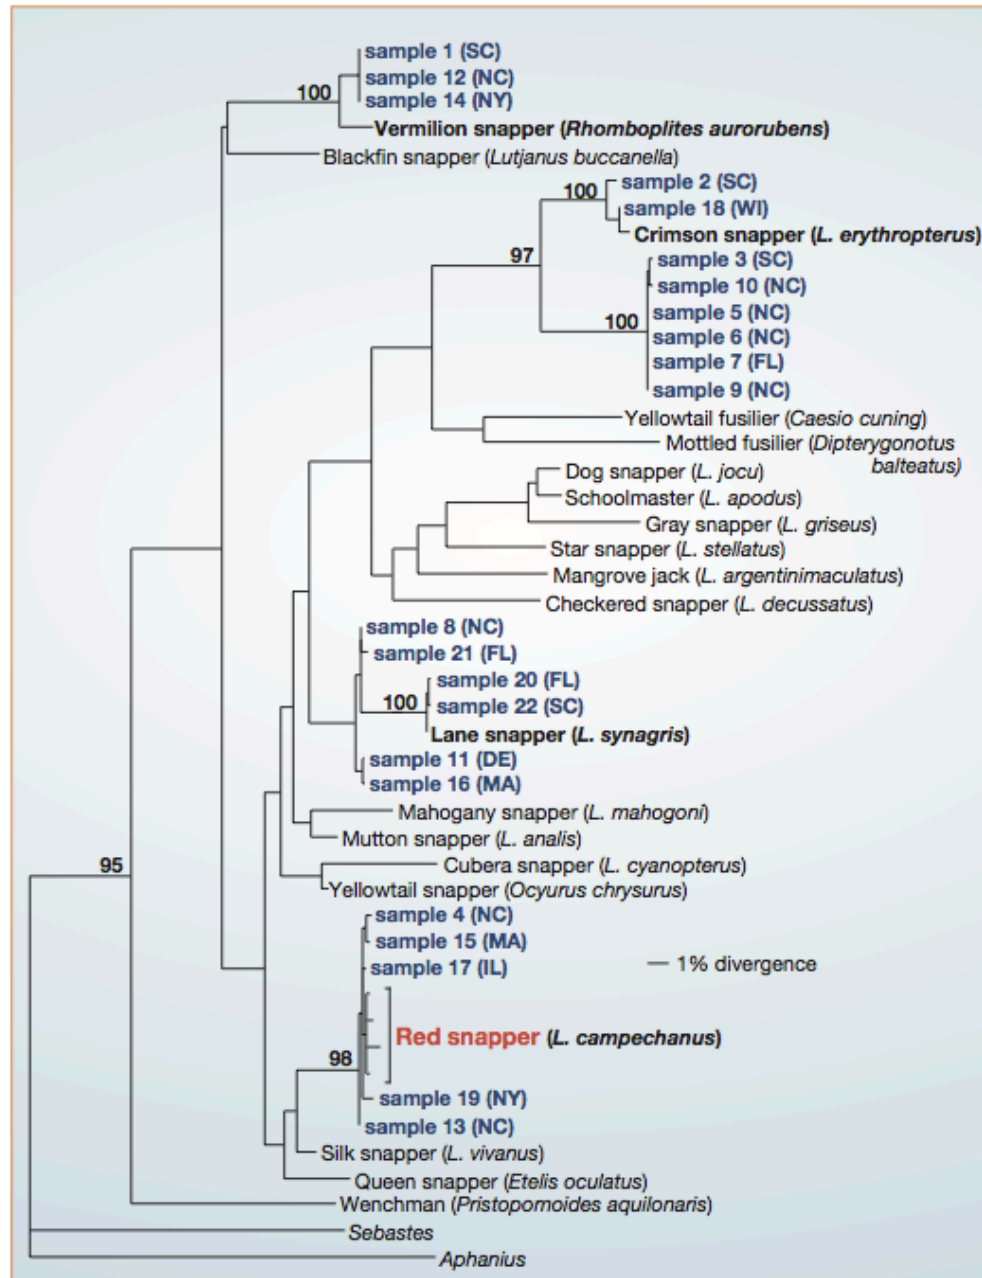 sample 1 (SC)
sample 12 (NC)
sample 14 (NY)
100
Vermilion snapper (Rhomboplites aurorubens)
Blackfin snapper (Lutjanus buccanella)
sample 2 (SC)
100
sample 18 (WI)
Crimson snapper (L. erythropterus)
97
sample 3 (SC)
sample 10 (NC)
sample 5 (NC)
100
sample 6 (NC)
sample 7 (FL)
sample 9 (NC)
Yellowtail fusilier (Caesio cuning)
Mottled fusilier (Dipterygonotus
balteatus)
Dog snapper (L. jocu)
Schoolmaster (L. apodus)
Gray snapper (L. griseus)
Star snapper (L. stellatus)
Mangrove jack (L. argentinimaculatus)
Checkered snapper (L. decussatus)
sample 8 (NC)
sample 21 (FL)
sample 20 (FL)
100
sample 22 (SC)
Lane snapper (L. synagris)
sample 11 (DE)
sample 16 (MA)
Mahogany snapper (L. mahogoni)
Mutton snapper (L. analis)
95
Cubera snapper (L. cyanopterus)
Yellowtail snapper (Ocyurus chrysurus)
sample 4 (NC)
sample 15 (MA)
sample 17 (IL)
1% divergence
Red snapper (L. campechanus)
98
sample 19 (NY)
sample 13 (NC)
Silk snapper (L. vivanus)
Queen snapper (Etelis oculatus)
Wenchman (Pristopomoides aquilonaris)
Sebastes
Aphanius